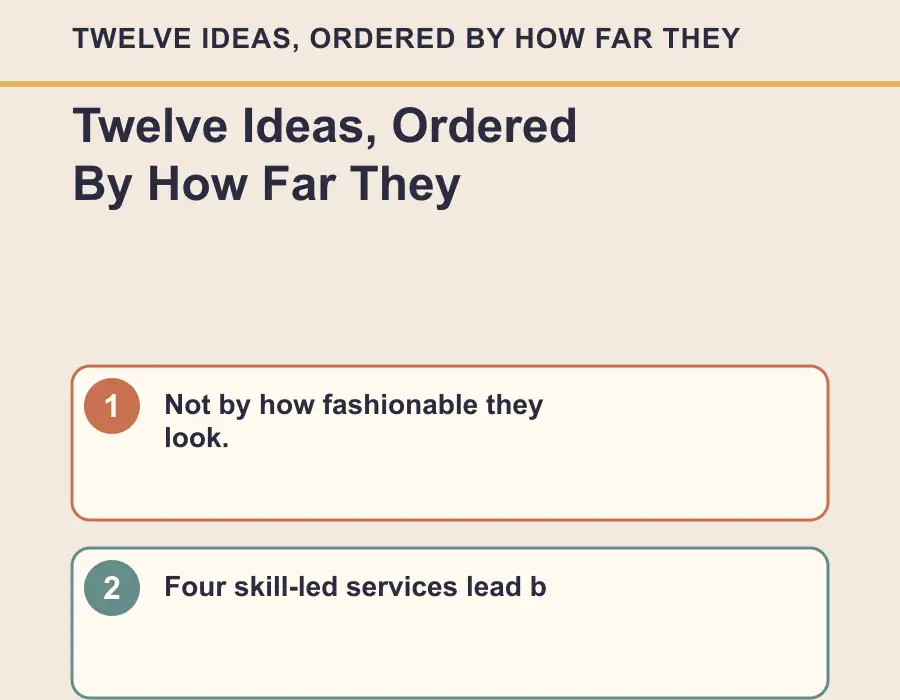 TWELVE IDEAS, ORDERED BY HOW FAR THEY
Twelve Ideas, Ordered
By How Far They
1
Not by how fashionable they
look.
2
Four skill-led services lead b